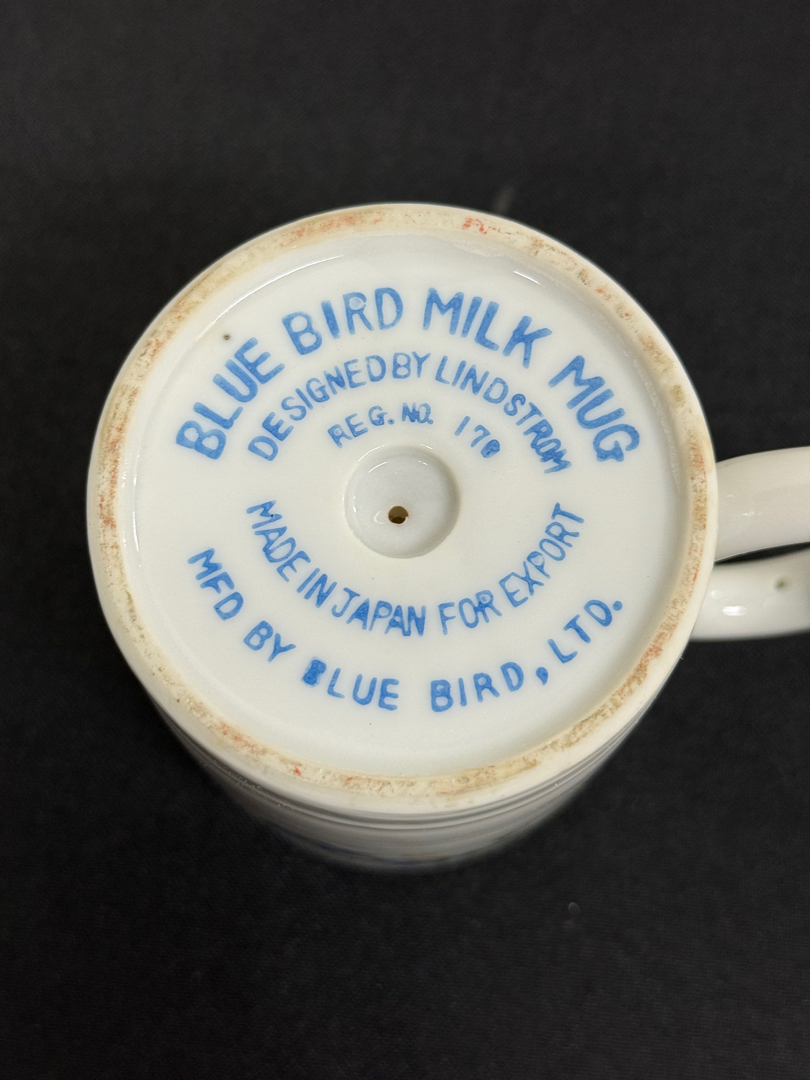 BLUE BIRD MILK MUG
DESIGNED BY LINDSTROM
REG. NO.
MADE IN JAPAN FOR EXPORT
MFD BY BLUE BIRD, LTD.